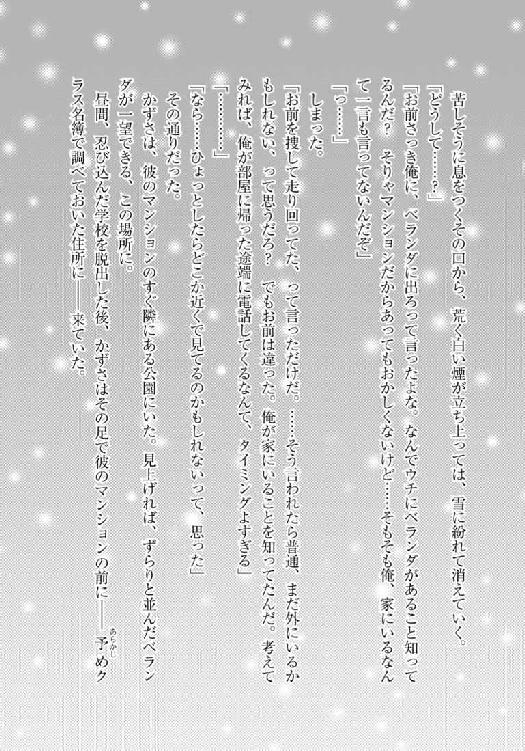 苦しそうに息をつくその口から、荒く白い煙が立ち上っては、雪に紛れて消えていく。
「どうして……？」
「お前さっき俺に、ベランダに出ろって言ったよな。なんでウチにベランダがあること知って
るんだ？　そりゃマンションだからあってもおかしくないけど……そもそも俺、家にいるなん
て一言も言ってないんだぞ」
「っ……」
しまった。
「お前を捜して走り回ってた、って言っただけだ。……そう言われたら普通、まだ外にいるか
もしれない、って思うだろ？　でもお前は違った。俺が家にいることを知ってたんだ。考えて
みれば、俺が部屋に帰った途端に電話してくるなんて、タイミングよすぎる」
「…………」
「なら……ひょっとしたらどこか近くで見てるのかもしれないって、思った」
その通りだった。
かずさは、彼のマンションのすぐ隣にある公園にいた。見上げれば、ずらりと並んだベラン
ダが一望できる、この場所に。
昼間、忍び込んだ学校を脱出した後、かずさはその足で彼のマンションの前に――予めク
ラス名簿で調べておいた住所に――来ていた。